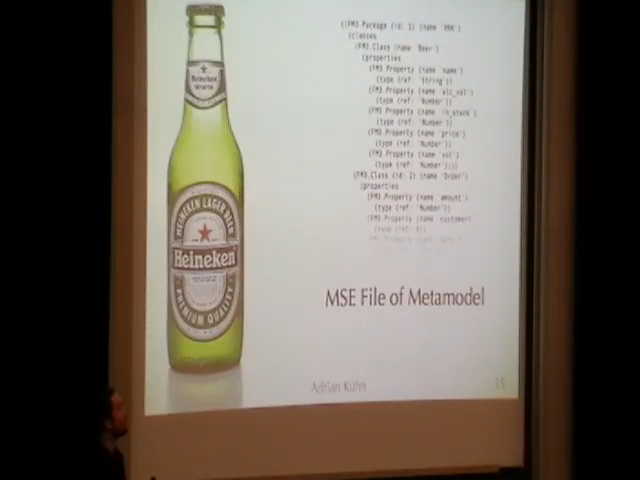 Heineken
HEINEKEN LAGER BEER
Heineken
PREMIUM QUALITY
((FM3.Package (id: 1) (name 'RRR')
(classes
(FM3.Class (name 'Beer')
(properties
(FM3.Property (name 'name')
(type (ref: 'String'))
(FM3.Property (name 'alc_vol')
(type (ref: 'Number'))
(FM3.Property (name 'in_stock')
(type (ref: 'Number'))
(FM3.Property (name 'price')
(type (ref: 'Number'))
(FM3.Property (name 'vol')
(type (ref: 'Number'))))
(FM3.Class (id: 2) (name 'Order')
(properties
(FM3.Property (name 'amount')
(type (ref: 'Number'))
(FM3.Property (name 'customer)
MSE File of Metamodel
Adrian Kuhn
15